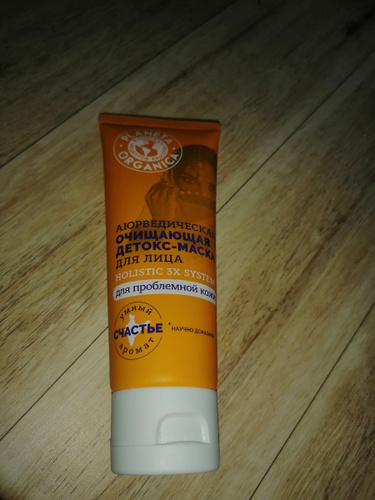 PLANETA
ORGANICA
АЮРВЕДИЧЕСКАЯ
ОЧИЩАЮЩАЯ
ДЕТОКС-МАСКА
ДЛЯ ЛИЦА
HOLISTIC 3X SYSTEM
для проблемной кожи
УМНЫЙ
СЧАСТЬЕ
аромат
*НАУЧНО ДОКАЗАНО